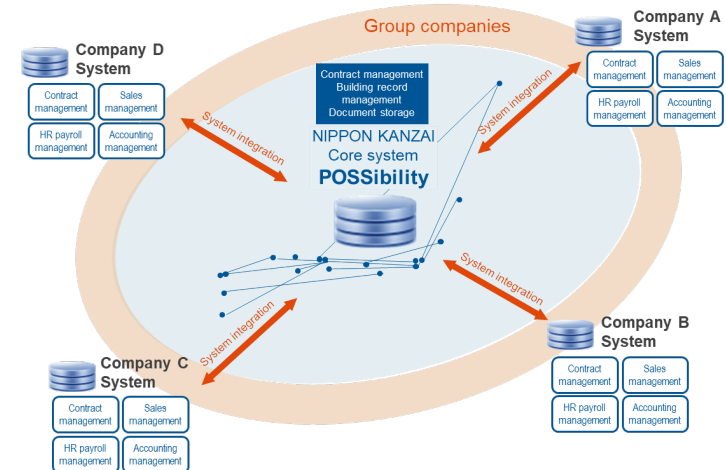 Group companies
Company A
System
Contract
management
Sales
management
HR payroll
management
Accounting
management
Company D
System
Contract
management
Sales
management
HR payroll
management
Accounting
management
Contract management
Building record
management
Document storage
NIPPON KANZAI
Core system
POSSibility
System integration
System integration
System integration
System integration
Company B
System
Contract
management
Sales
management
HR payroll
management
Accounting
management
Company C
System
Contract
management
Sales
management
HR payroll
management
Accounting
management